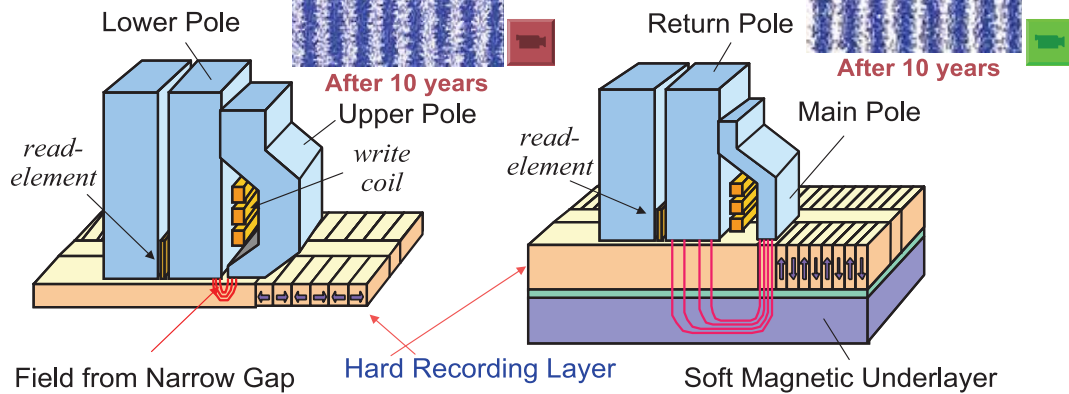 Lower Pole
After 10 years
Upper Pole
read-
element
write
coil
Field from Narrow Gap
Hard Recording Layer
Return Pole
After 10 years
Main Pole
read-
element
Soft Magnetic Underlayer